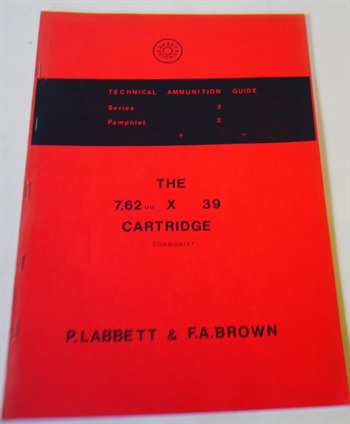 TECHNICAL AMMUNITION GUIDE
Series 3
Pamphlet 2
THE
7.62 MM X 39
CARTRIDGE
COMMUNIST
P. LABBETT & F.A. BROWN